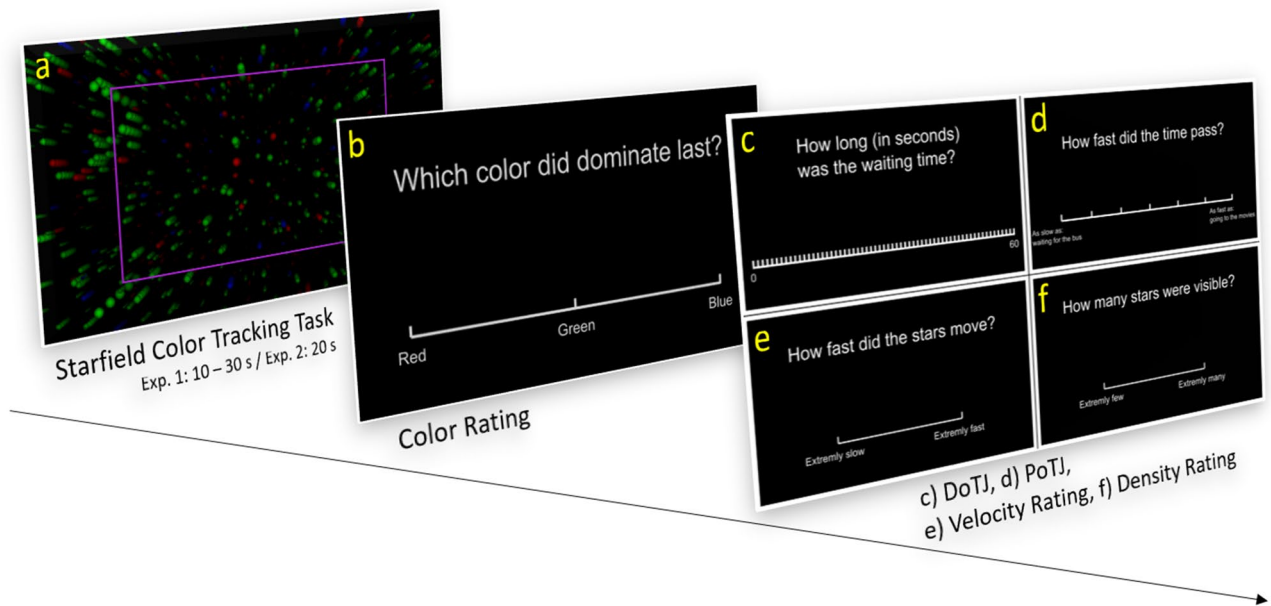 a
Starfield Color Tracking Task
Exp. 1: 10 – 30 s / Exp. 2: 20 s
b
Which color did dominate last?
Red
Green
Blue
Color Rating
c
How long (in seconds)
was the waiting time?
0
60
d
How fast did the time pass?
As slow as:
waiting for the bus
As fast as:
going to the movies
e
How fast did the stars move?
Extremly slow
Extremly fast
f
How many stars were visible?
Extremly few
Extremly many
c) DoTJ, d) PoTJ,
e) Velocity Rating, f) Density Rating